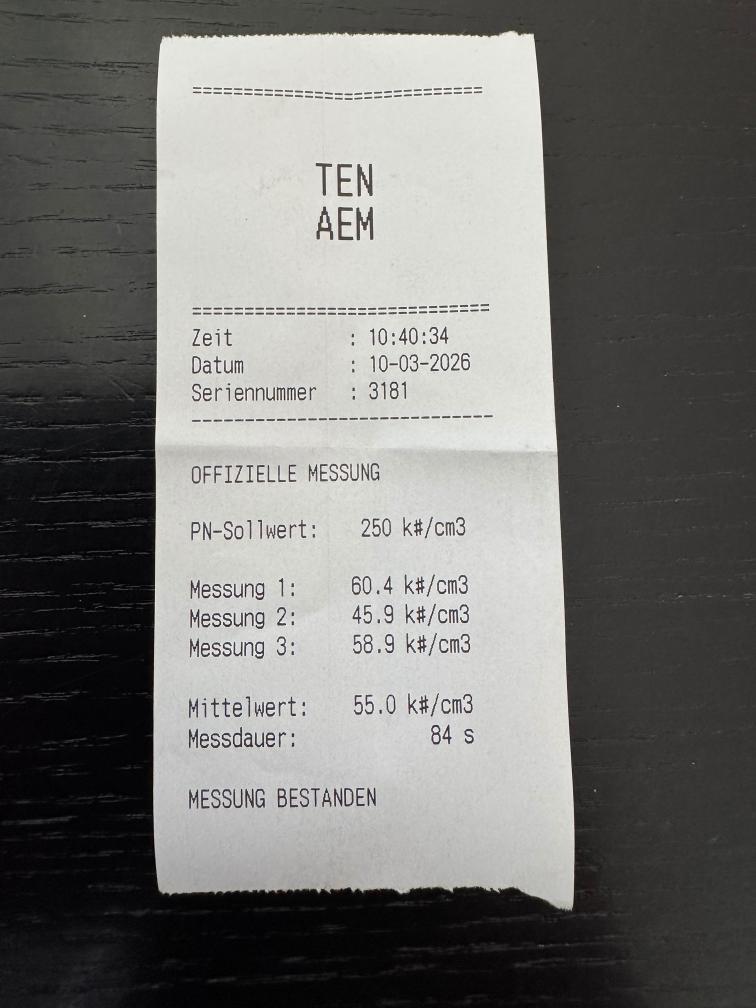 ==================================
TEN
AEM
==================================
Zeit : 10:40:34
Datum : 10-03-2026
Seriennummer : 3181
----------------------------------
OFFIZIELLE MESSUNG
PN-Sollwert: 250 k#/cm3
Messung 1: 60.4 k#/cm3
Messung 2: 45.9 k#/cm3
Messung 3: 58.9 k#/cm3
Mittelwert: 55.0 k#/cm3
Messdauer: 84 s
MESSUNG BESTANDEN